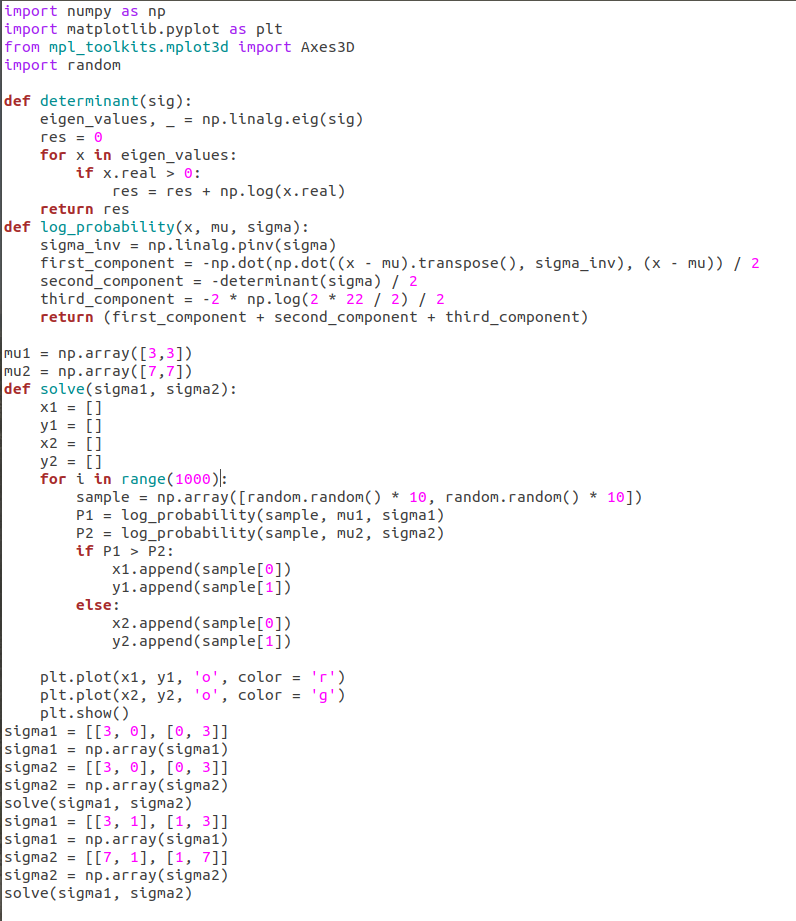 import numpy as np
import matplotlib.pyplot as plt
from mpl_toolkits.mplot3d import Axes3D
import random

def determinant(sig):
    eigen_values, _ = np.linalg.eig(sig)
    res = 0
    for x in eigen_values:
        if x.real > 0:
            res = res + np.log(x.real)
    return res
def log_probability(x, mu, sigma):
    sigma_inv = np.linalg.pinv(sigma)
    first_component = -np.dot(np.dot((x - mu).transpose(), sigma_inv), (x - mu)) / 2
    second_component = -determinant(sigma) / 2
    third_component = -2 * np.log(2 * 22 / 2) / 2
    return (first_component + second_component + third_component)

mu1 = np.array([3,3])
mu2 = np.array([7,7])
def solve(sigma1, sigma2):
    x1 = []
    y1 = []
    x2 = []
    y2 = []
    for i in range(1000):
        sample = np.array([random.random() * 10, random.random() * 10])
        P1 = log_probability(sample, mu1, sigma1)
        P2 = log_probability(sample, mu2, sigma2)
        if P1 > P2:
            x1.append(sample[0])
            y1.append(sample[1])
        else:
            x2.append(sample[0])
            y2.append(sample[1])

    plt.plot(x1, y1, 'o', color = 'r')
    plt.plot(x2, y2, 'o', color = 'g')
    plt.show()
sigma1 = [[3, 0], [0, 3]]
sigma1 = np.array(sigma1)
sigma2 = [[3, 0], [0, 3]]
sigma2 = np.array(sigma2)
solve(sigma1, sigma2)
sigma1 = [[3, 1], [1, 3]]
sigma1 = np.array(sigma1)
sigma2 = [[7, 1], [1, 7]]
sigma2 = np.array(sigma2)
solve(sigma1, sigma2)